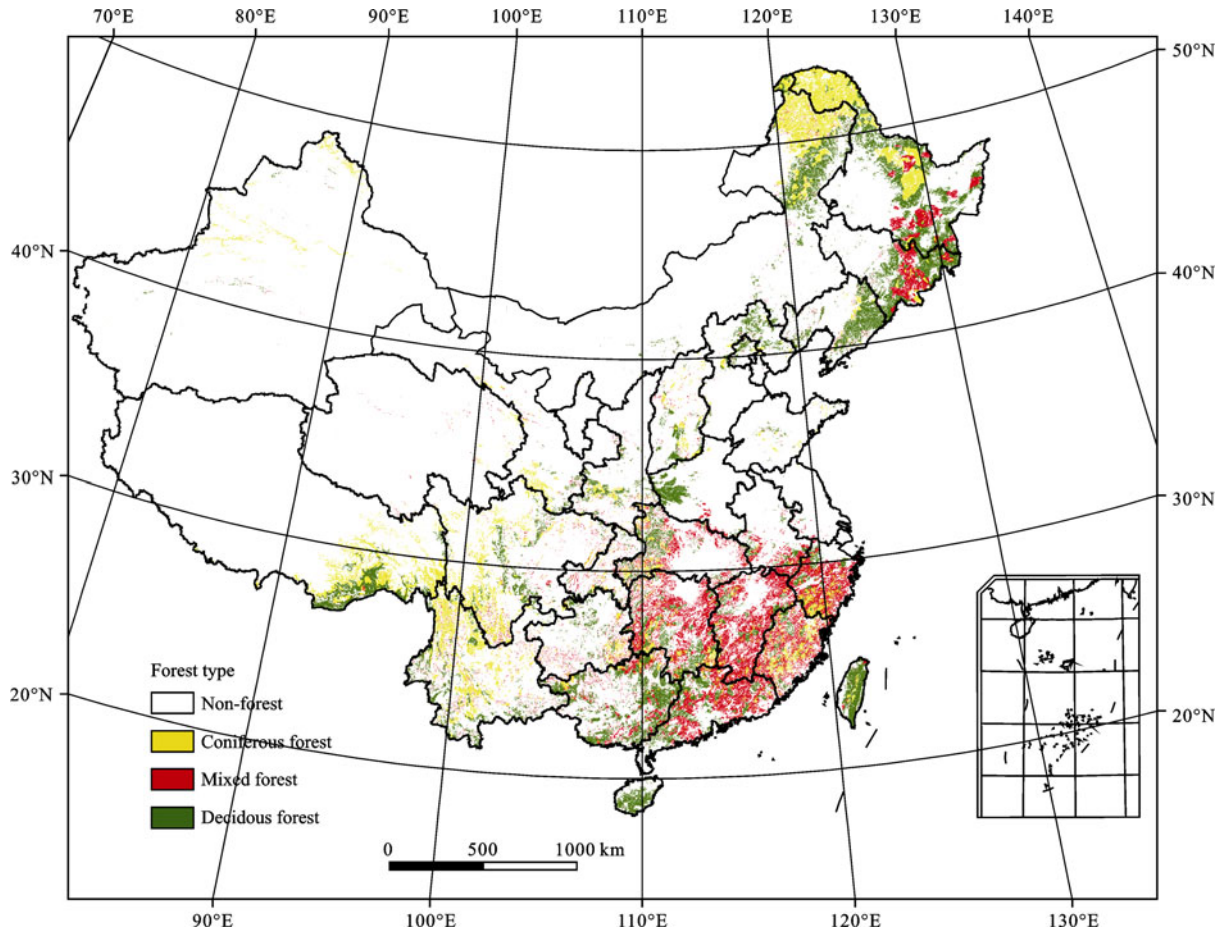 70°E 80°E 90°E 100°E 110°E 120°E 130°E 140°E
50°N
40°N
40°N
30°N
30°N
20°N
20°N
Forest type
Non-forest
Coniferous forest
Mixed forest
Decidous forest
0 500 1000 km
90°E 100°E 110°E 120°E 130°E